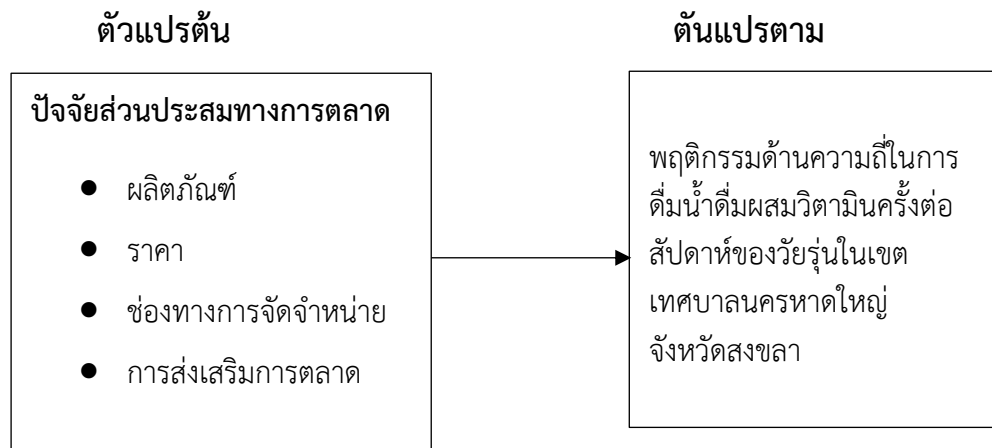 ตัวแปรต้น
ตันแปรตาม
ปัจจัยส่วนประสมทางการตลาด
● ผลิตภัณฑ์
● ราคา
● ช่องทางการจัดจำหน่าย
● การส่งเสริมการตลาด
พฤติกรรมด้านความถี่ในการ
ดื่มน้ำดื่มผสมวิตามินครั้งต่อ
สัปดาห์ของวัยรุ่นในเขต
เทศบาลนครหาดใหญ่
จังหวัดสงขลา